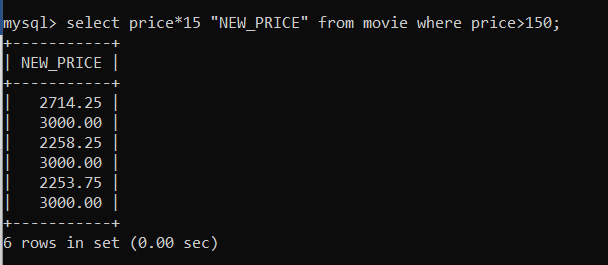 mysql> select price*15 "NEW_PRICE" from movie where price>150;
+-----------+
| NEW_PRICE |
+-----------+
|   2714.25 |
|   3000.00 |
|   2258.25 |
|   3000.00 |
|   2253.75 |
|   3000.00 |
+-----------+
6 rows in set (0.00 sec)